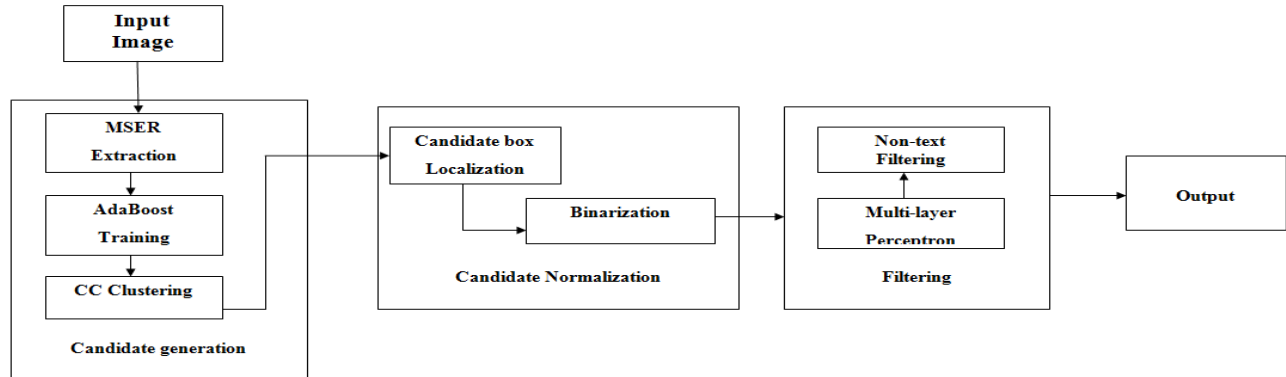 Input
Image
MSER
Extraction
AdaBoost
Training
CC Clustering
Candidate generation
Candidate box
Localization
Binarization
Candidate Normalization
Non-text
Filtering
Multi-layer
Perceptron
Filtering
Output